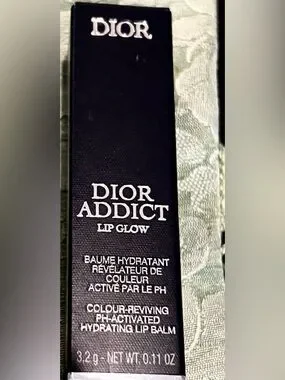 DIOR
DIOR
ADDICT
LIP GLOW
BAUME HYDRATANT
RÉVÉLATEUR DE
COULEUR
ACTIVÉ PAR LE PH
COLOUR-REVIVING
PH-ACTIVATED
HYDRATING LIP BALM
3.2 g - NET WT. 0.11 OZ